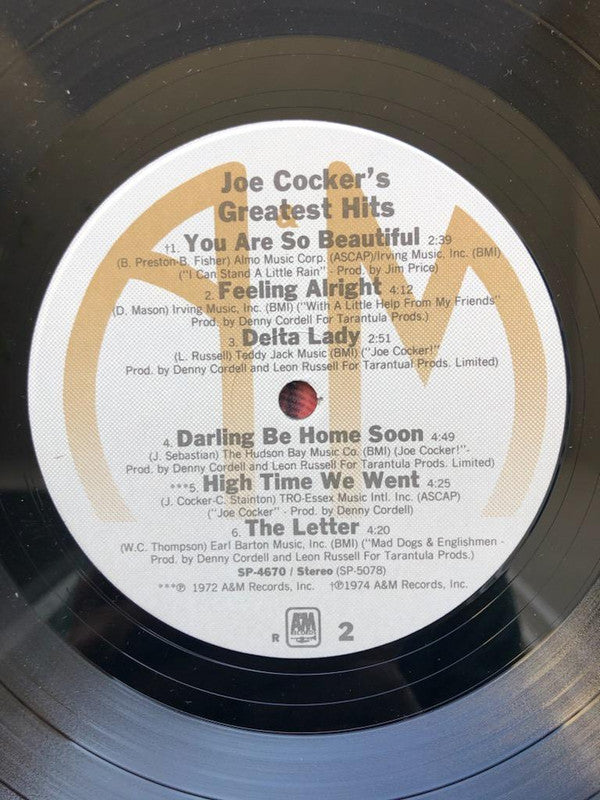 Joe Cocker's
Greatest Hits
†1. You Are So Beautiful 2:39
(B. Preston-B. Fisher) Almo Music Corp. (ASCAP)/Irving Music, Inc. (BMI)
("I Can Stand A Little Rain" - Prod. by Jim Price)
2. Feeling Alright 4:12
(D. Mason) Irving Music, Inc. (BMI) ("With A Little Help From My Friends"
Prod. by Denny Cordell For Tarantula Prods.)
3. Delta Lady 2:51
(L. Russell) Teddy Jack Music (BMI) ("Joe Cocker!"
Prod. by Denny Cordell and Leon Russell For Tarantual Prods. Limited)
4. Darling Be Home Soon 4:49
(J. Sebastian) The Hudson Bay Music Co. (BMI) (Joe Cocker!"-
Prod. by Denny Cordell and Leon Russell For Tarantula Prods. Limited)
***5. High Time We Went 4:25
(J. Cocker-C. Stainton) TRO-Essex Music Intl. Inc. (ASCAP)
("Joe Cocker" - Prod. by Denny Cordell)
6. The Letter 4:20
(W.C. Thompson) Earl Barton Music, Inc. (BMI) ("Mad Dogs & Englishmen -
Prod. by Denny Cordell and Leon Russell For Tarantula Prods.)
SP-4670 / Stereo (SP-5078)
***℗ 1972 A&M Records, Inc. †℗1974 A&M Records, Inc.
R A&M RECORDS 2